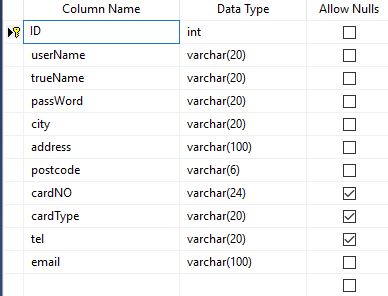 Column Name Data Type Allow Nulls
ID int
userName varchar(20)
trueName varchar(20)
passWord varchar(20)
city varchar(20)
address varchar(100)
postcode varchar(6)
cardNO varchar(24)
cardType varchar(20)
tel varchar(20)
email varchar(100)